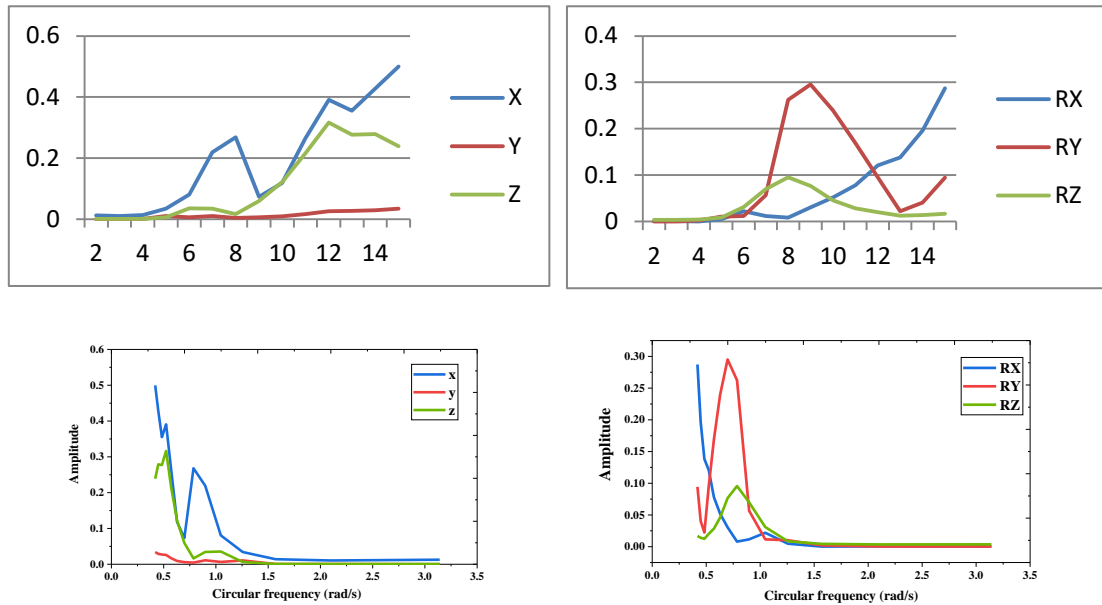 0.6
0.4
0.2
0
2 4 6 8 10 12 14
X
Y
Z
0.4
0.3
0.2
0.1
0
2 4 6 8 10 12 14
RX
RY
RZ
0.6
0.5
0.4
0.3
0.2
0.1
0.0
0.0 0.5 1.0 1.5 2.0 2.5 3.0 3.5
Amplitude
Circular frequency (rad/s)
x
y
z
0.30
0.25
0.20
0.15
0.10
0.05
0.00
0.0 0.5 1.0 1.5 2.0 2.5 3.0 3.5
Amplitude
Circular frequency (rad/s)
RX
RY
RZ